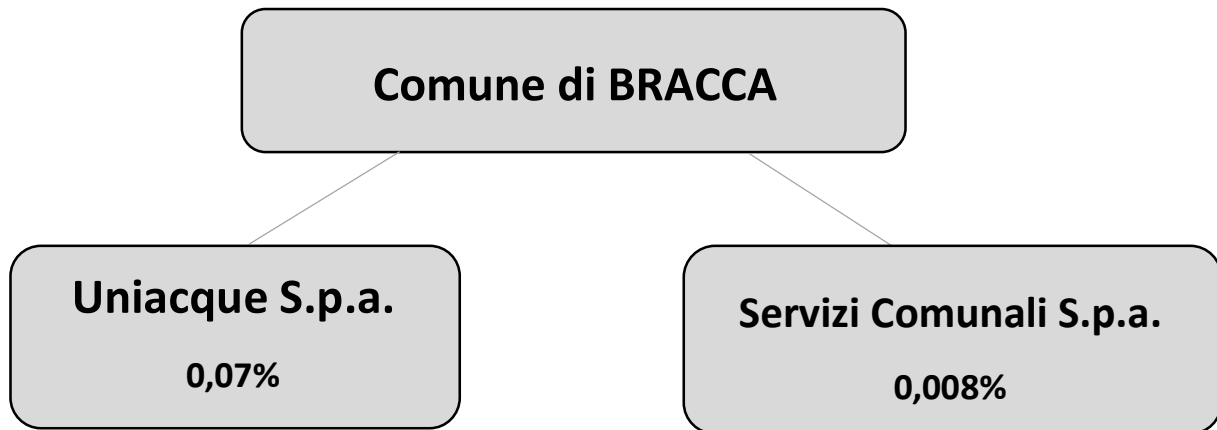 Comune di BRACCA
Uniacque S.p.a.
0,07%
Servizi Comunali S.p.a.
0,008%